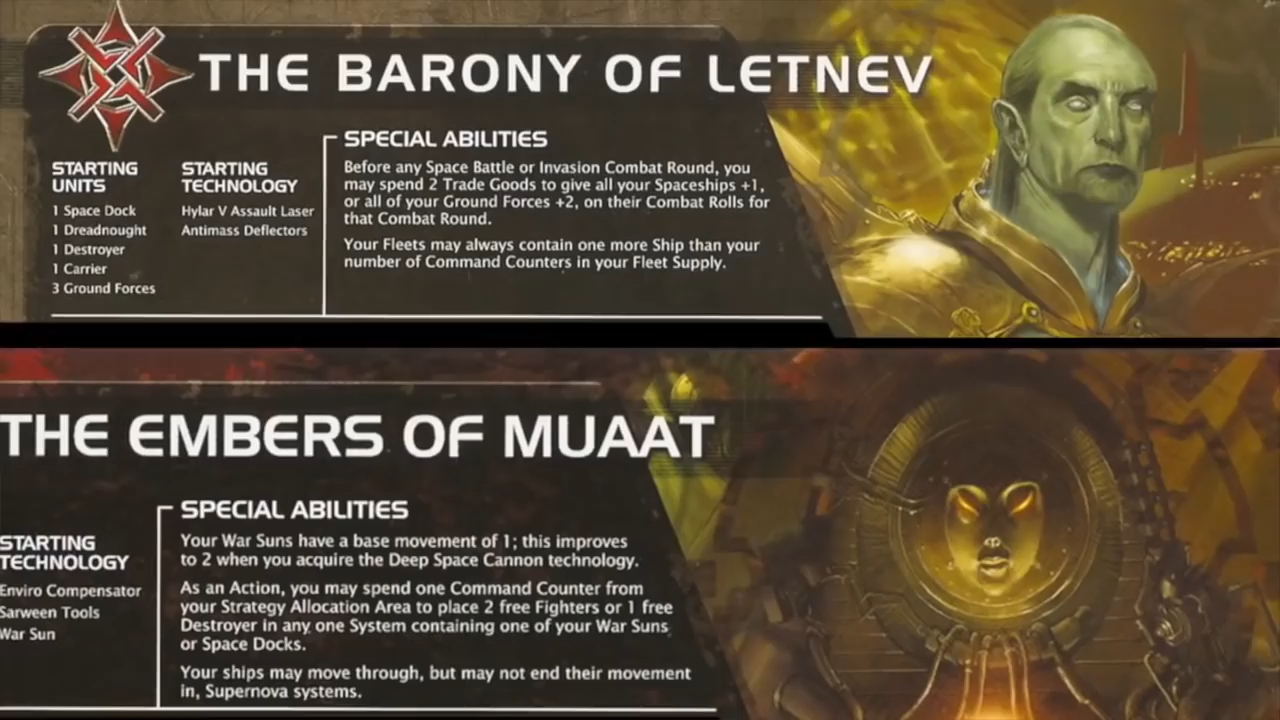 THE BARONY OF LETNEV
STARTING
UNITS
1 Space Dock
1 Dreadnought
1 Destroyer
1 Carrier
3 Ground Forces
STARTING
TECHNOLOGY
Hylar V Assault Laser
Antimass Deflectors
SPECIAL ABILITIES
Before any Space Battle or Invasion Combat Round, you
may spend 2 Trade Goods to give all your Spaceships +1,
or all of your Ground Forces +2, on their Combat Rolls for
that Combat Round.
Your Fleets may always contain one more Ship than your
number of Command Counters in your Fleet Supply.
THE EMBERS OF MUAAT
STARTING
TECHNOLOGY
Enviro Compensator
Sarween Tools
War Sun
SPECIAL ABILITIES
Your War Suns have a base movement of 1; this improves
to 2 when you acquire the Deep Space Cannon technology.
As an Action, you may spend one Command Counter from
your Strategy Allocation Area to place 2 free Fighters or 1 free
Destroyer in any one System containing one of your War Suns
or Space Docks.
Your ships may move through, but may not end their movement
in, Supernova systems.